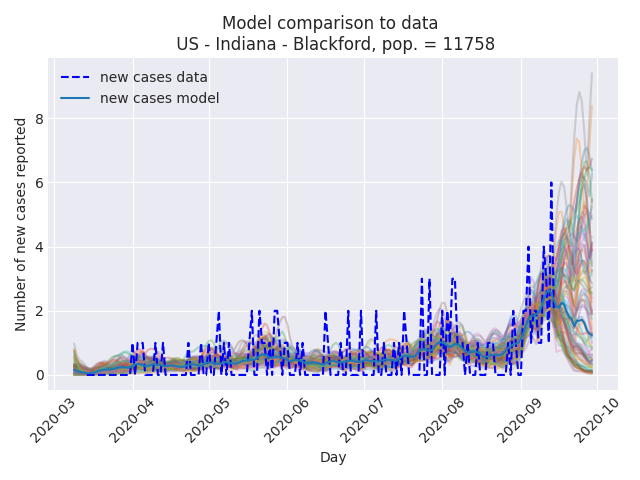 Model comparison to data
US - Indiana - Blackford, pop. = 11758
new cases data
new cases model
Number of new cases reported
8
6
4
2
0
2020-03
2020-04
2020-05
2020-06
2020-07
2020-08
2020-09
2020-10
Day